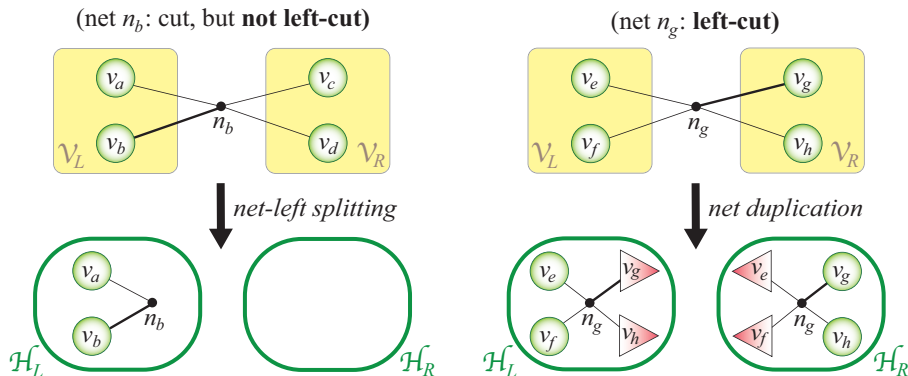 (net n_b: cut, but not left-cut)
v_a
v_c
n_b
v_b
v_d
V_L
V_R
net-left splitting
v_a
n_b
v_b
H_L
H_R
(net n_g: left-cut)
v_e
v_g
n_g
v_f
v_h
V_L
V_R
net duplication
v_e
v_g
n_g
v_f
v_h
H_L
v_e
v_g
n_g
v_f
v_h
H_R